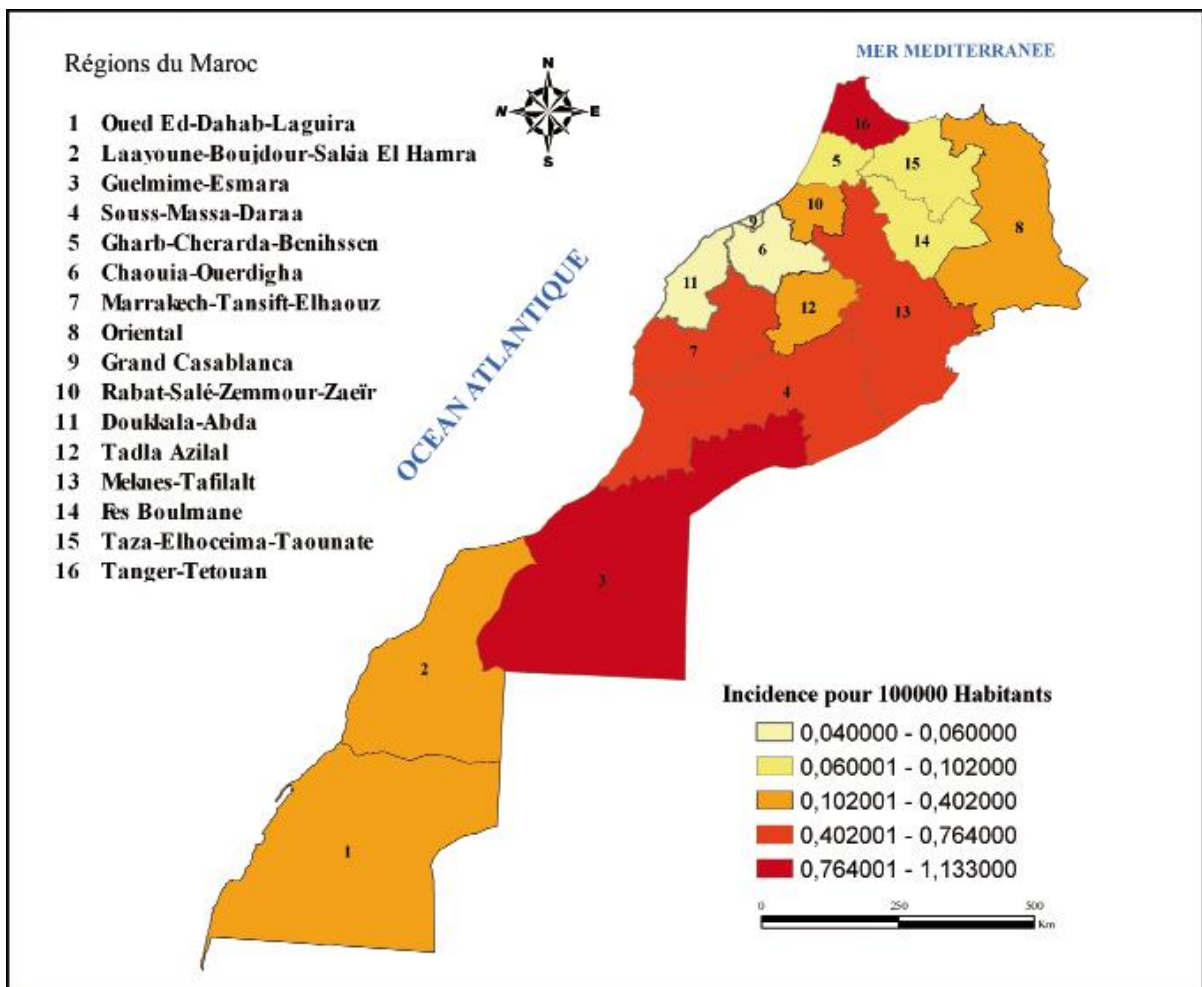 MER MEDITERRANEE
Régions du Maroc
N
N E
S
1 Oued Ed-Dahab-Laguira
2 Laayoune-Boujdour-Sakia El Hamra
3 Guelmime-Esmara
4 Souss-Massa-Daraa
5 Gharb-Cherarda-Benihssen
6 Chaouia-Ouerdigha
7 Marrakech-Tansift-Elhaouz
8 Oriental
9 Grand Casablanca
10 Rabat-Salé-Zemmour-Zaeïr
11 Doukkala-Abda
12 Tadla Azilal
13 Meknes-Tafilalt
14 Fes Boulmane
15 Taza-Elhoceima-Taounate
16 Tanger-Tetouan
OCEAN ATLANTIQUE
16
5
15
10
9
6
14
8
11
12
13
7
4
3
2
1
Incidence pour 100000 Habitants
0,040000 - 0,060000
0,060001 - 0,102000
0,102001 - 0,402000
0,402001 - 0,764000
0,764001 - 1,133000
0 250 500
Km